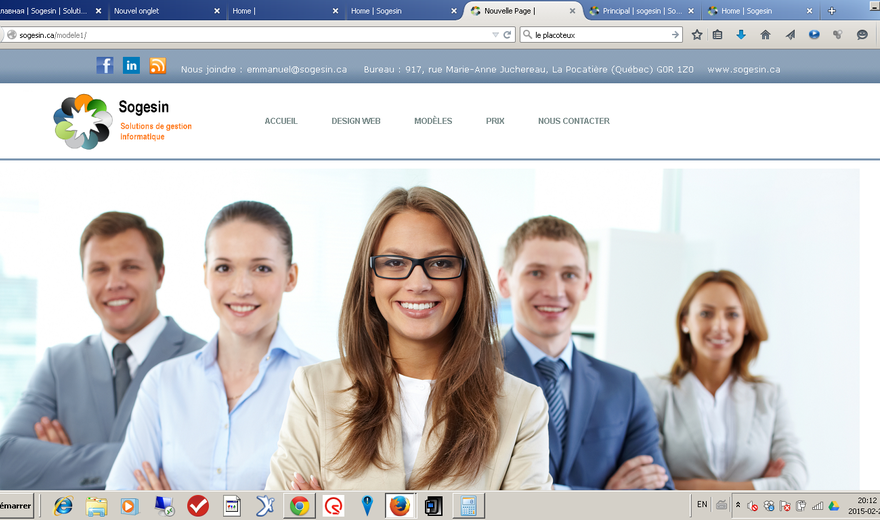 лавная | Sogesin | Soluti...
Nouvel onglet
Home |
Home | Sogesin
Nouvelle Page |
Principal | sogesin | So...
Home | Sogesin
sogesin.ca/modele1/
le placoteux
Nous joindre : emmanuel@sogesin.ca
Bureau : 917, rue Marie-Anne Juchereau, La Pocatière (Québec) G0R 1Z0
www.sogesin.ca
Sogesin
Solutions de gestion
informatique
ACCUEIL
DESIGN WEB
MODÈLES
PRIX
NOUS CONTACTER
émarrer
EN
20:12
2015-02-2